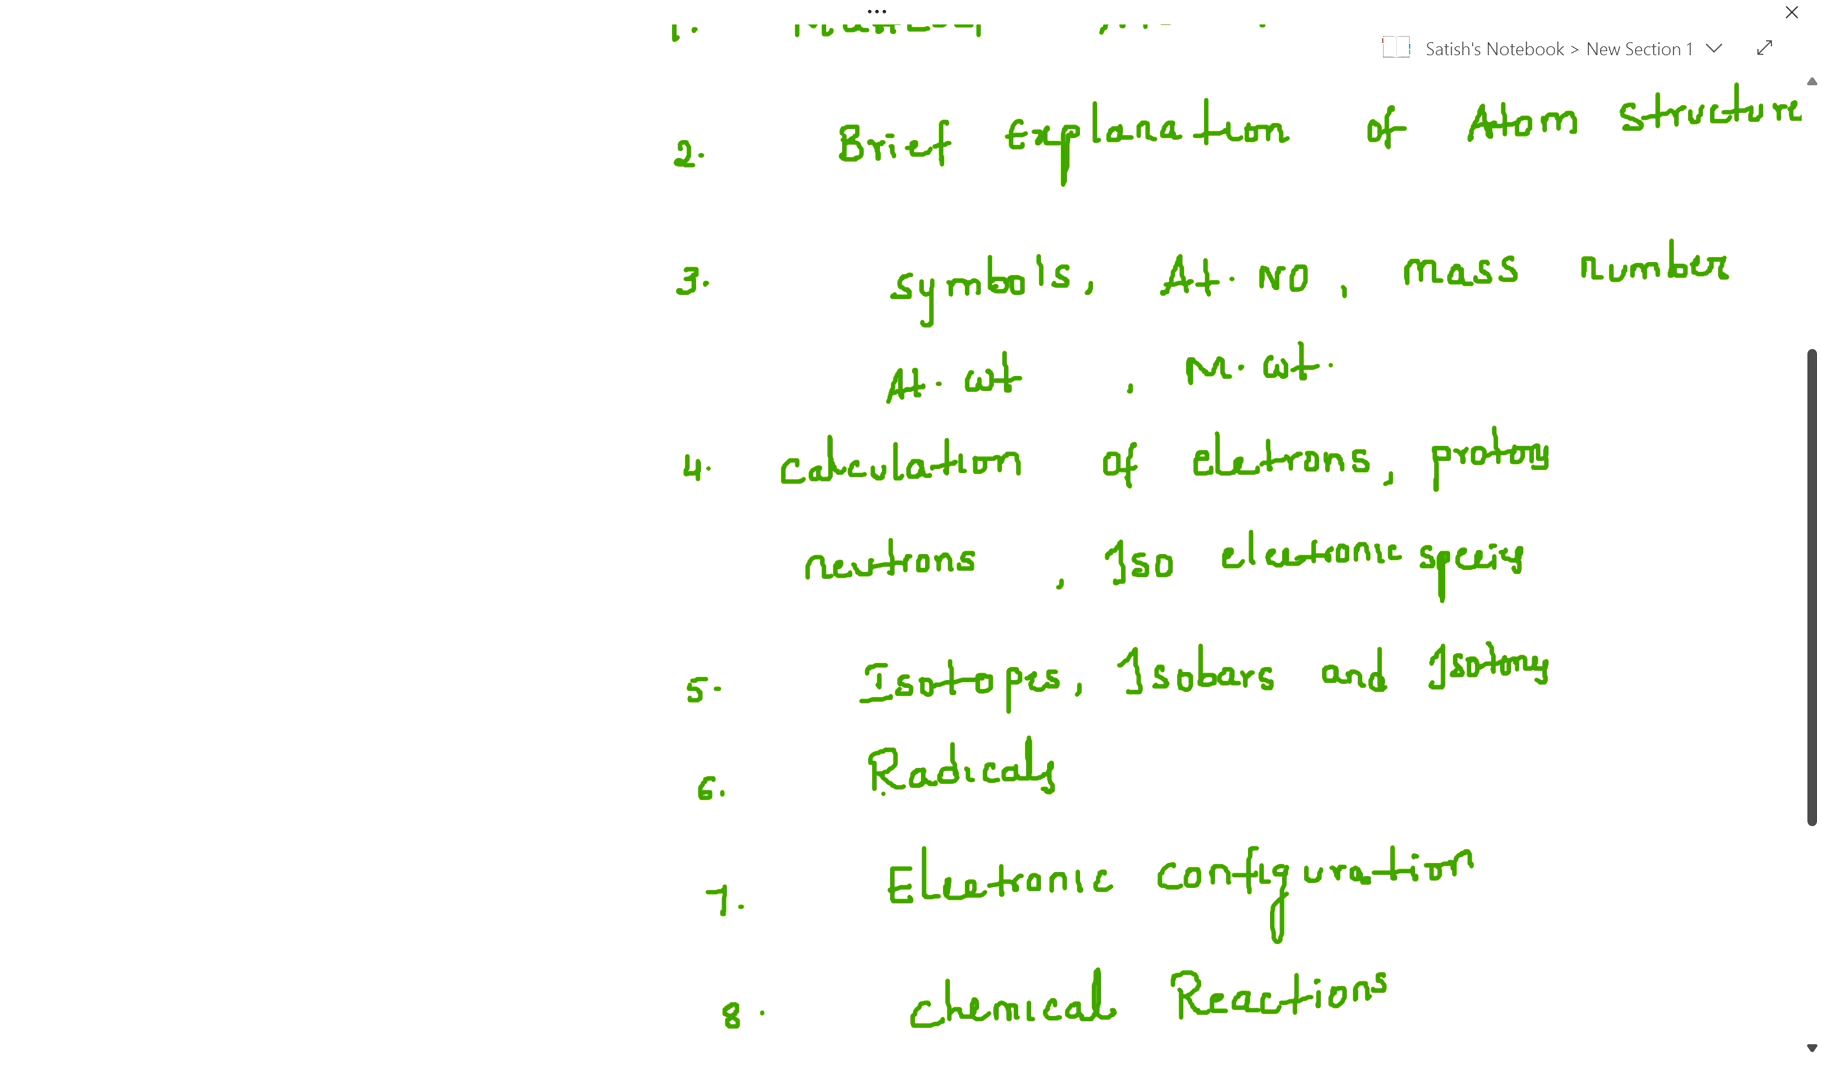 1.
Satish's Notebook > New Section 1
2. Brief Explanation of Atom structure
3. symbols, At. NO, mass number
At. wt, M. wt.
4. calculation of eletrons, protons
neutrons, Iso electronic species
5. Isotopes, Isobars and Isotones
6. Radicals
7. Electronic configuration
8. chemical Reactions